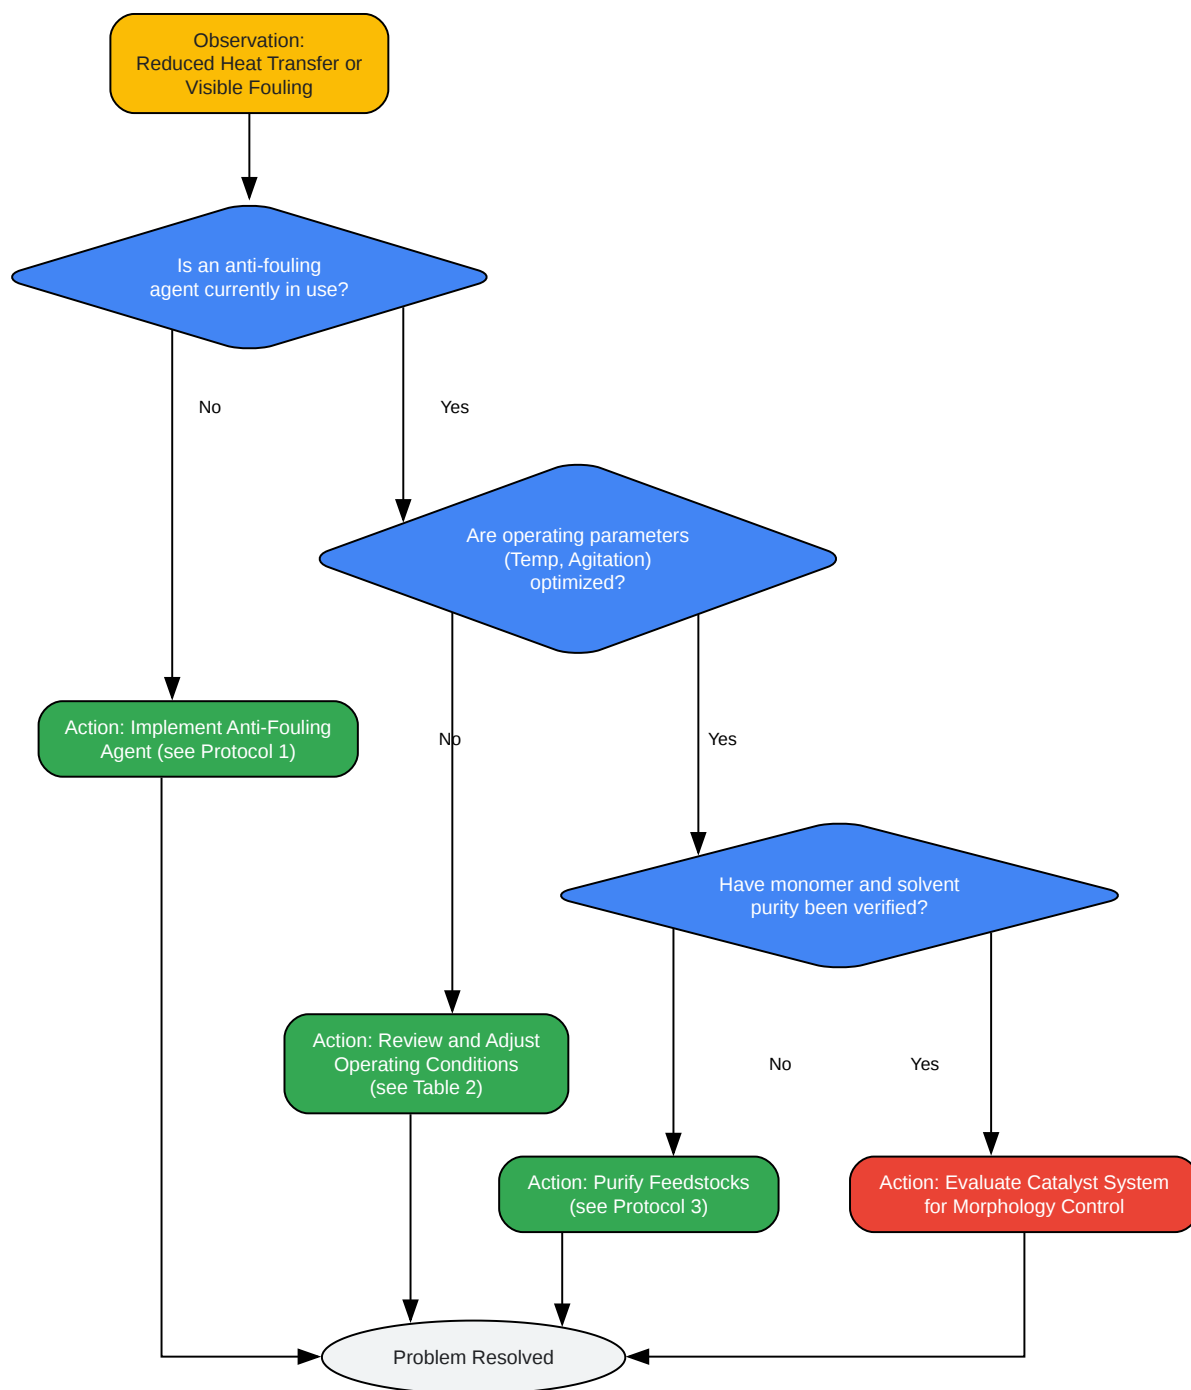 Observation:
Reduced Heat Transfer or
Visible Fouling
Is an anti-fouling
agent currently in use?
No
Yes
Are operating parameters
(Temp, Agitation)
optimized?
Action: Implement Anti-Fouling
Agent (see Protocol 1)
No
Yes
Have monomer and solvent
purity been verified?
Action: Review and Adjust
Operating Conditions
(see Table 2)
No
Yes
Action: Purify Feedstocks
(see Protocol 3)
Action: Evaluate Catalyst System
for Morphology Control
Problem Resolved